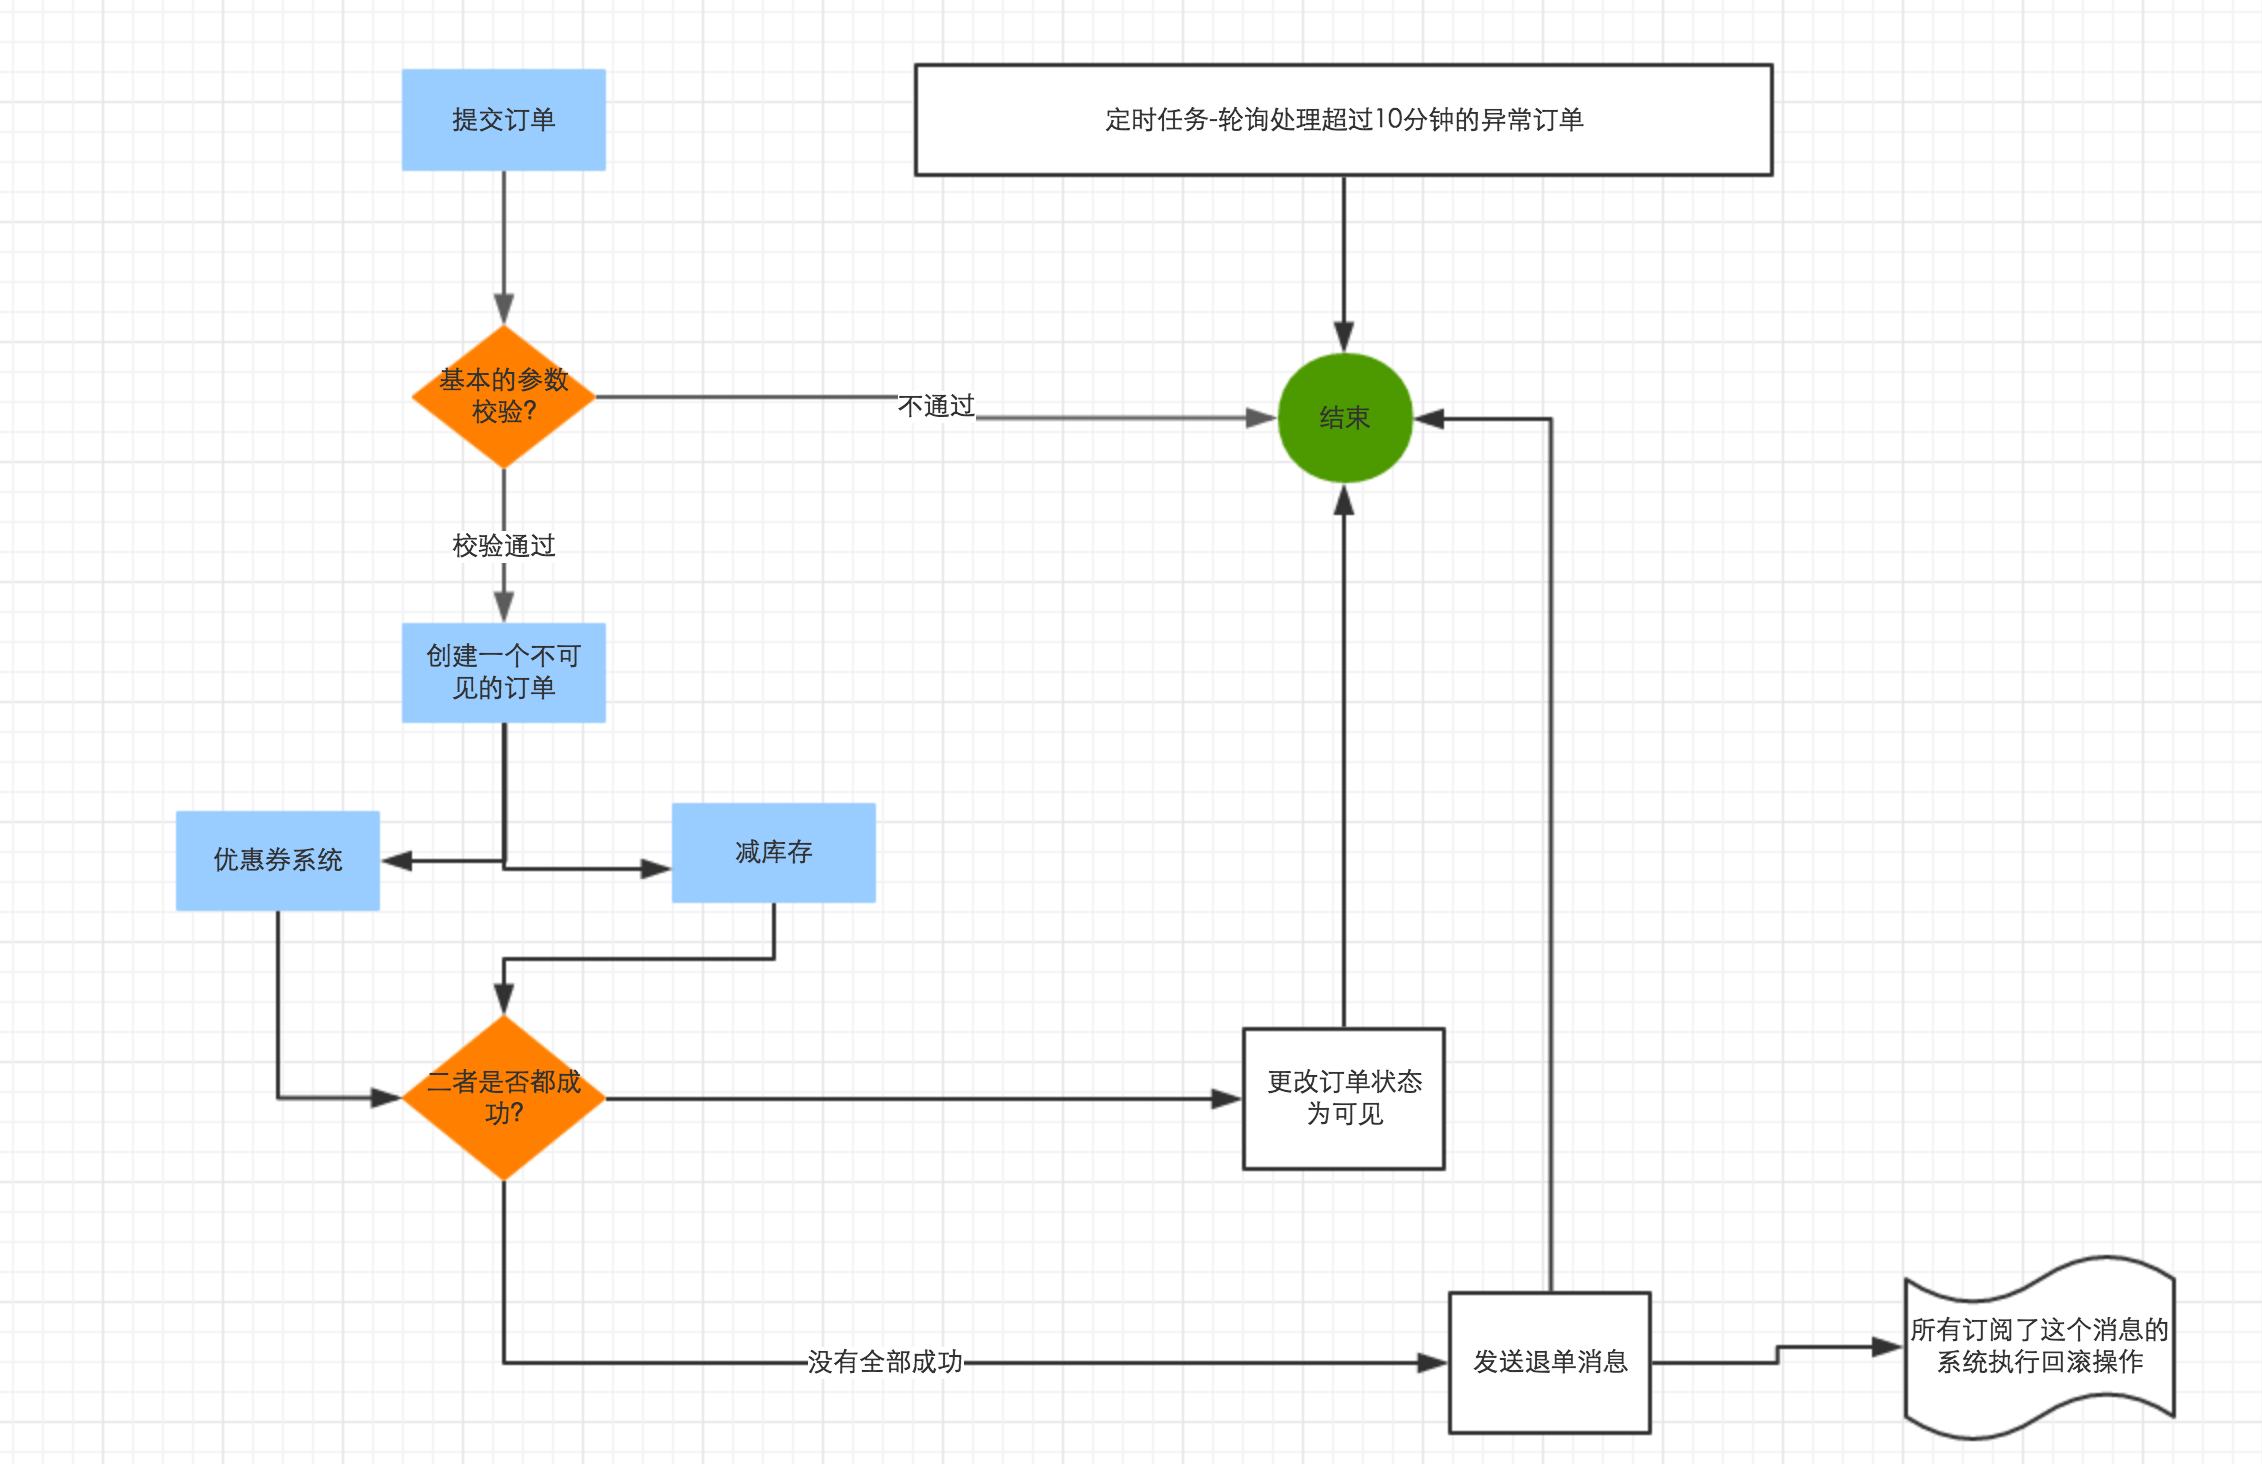 提交订单
定时任务-轮询处理超过10分钟的异常订单
基本的参数
校验?
不通过
结束
校验通过
创建一个不可
见的订单
优惠券系统
减库存
二者是否都成
功?
更改订单状态
为可见
没有全部成功
发送退单消息
所有订阅了这个消息的
系统执行回滚操作